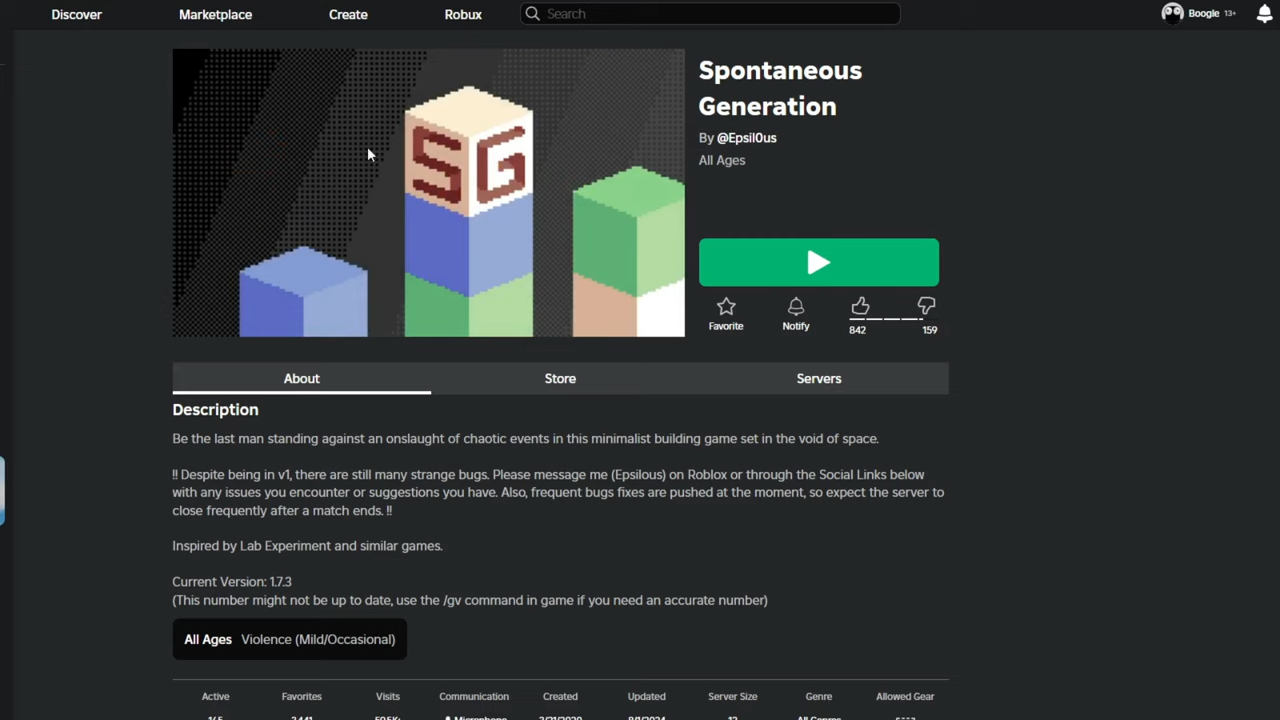 Discover Marketplace Create Robux Search Boogle 13+
SG
Spontaneous
Generation
By @Epsil0us
All Ages
Favorite Notify 842 159
About Store Servers
Description
Be the last man standing against an onslaught of chaotic events in this minimalist building game set in the void of space.
!! Despite being in v1, there are still many strange bugs. Please message me (Epsilous) on Roblox or through the Social Links below
with any issues you encounter or suggestions you have. Also, frequent bugs fixes are pushed at the moment, so expect the server to
close frequently after a match ends. !!
Inspired by Lab Experiment and similar games.
Current Version: 1.7.3
(This number might not be up to date, use the /gv command in game if you need an accurate number)
All Ages Violence (Mild/Occasional)
Active Favorites Visits Communication Created Updated Server Size Genre Allowed Gear